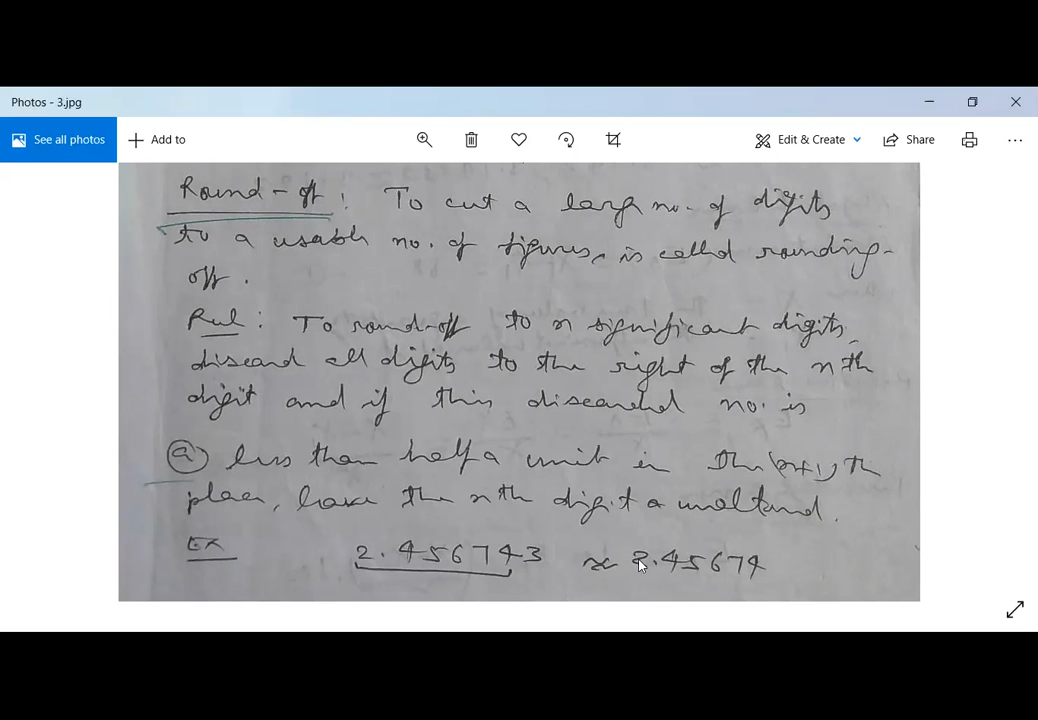 Photos - 3.jpg
See all photos
Add to
Edit & Create
Share
Round-off : To cut a large no. of digits
to a usable no. of figures, is called rounding-
off.
Rul : To round-off to n significant digits,
discard all digits to the right of the nth
digit and if this discarded no. is
(a) less than half a unit in the (n+1)th
place, leave the nth digit a unaltered.
Ex 2.456743 ≈ 2.45674